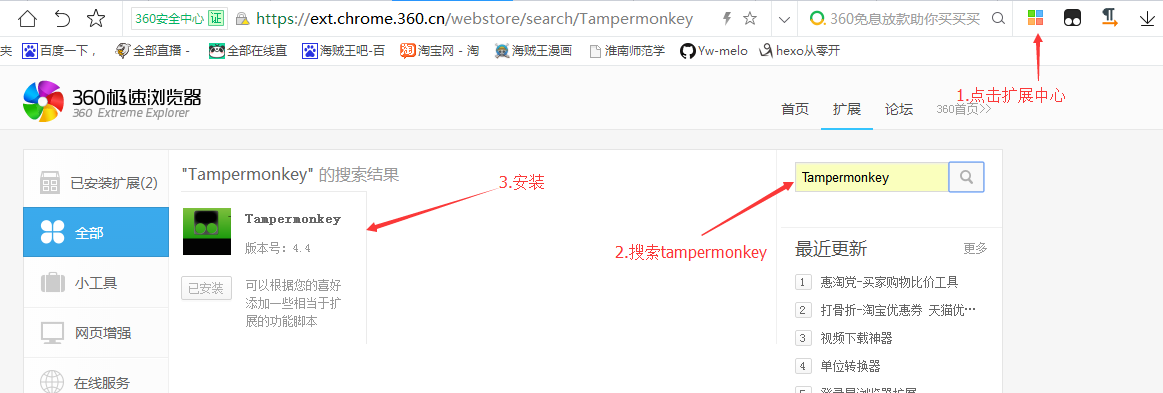 360安全中心 证 https://ext.chrome.360.cn/webstore/search/Tampermonkey 360免息放款助你买买买
夹 百度一下， 全部直播 - 全部在线直 海贼王吧-百 淘宝网 - 淘 海贼王漫画 淮南师范学 Yw-melo hexo从零开
1.点击扩展中心
360极速浏览器
360 Extreme Explorer
首页 扩展 论坛 360首页>>
已安装扩展(2)
全部
小工具
网页增强
在线服务
"Tampermonkey" 的搜索结果
3.安装
Tampermonkey
版本号：4.4
已安装
可以根据您的喜好
添加一些相当于扩
展的功能脚本
Tampermonkey
2.搜索tampermonkey
最近更新 更多
1 惠淘党-买家购物比价工具
2 打骨折-淘宝优惠券 天猫优…
3 视频下载神器
4 单位转换器